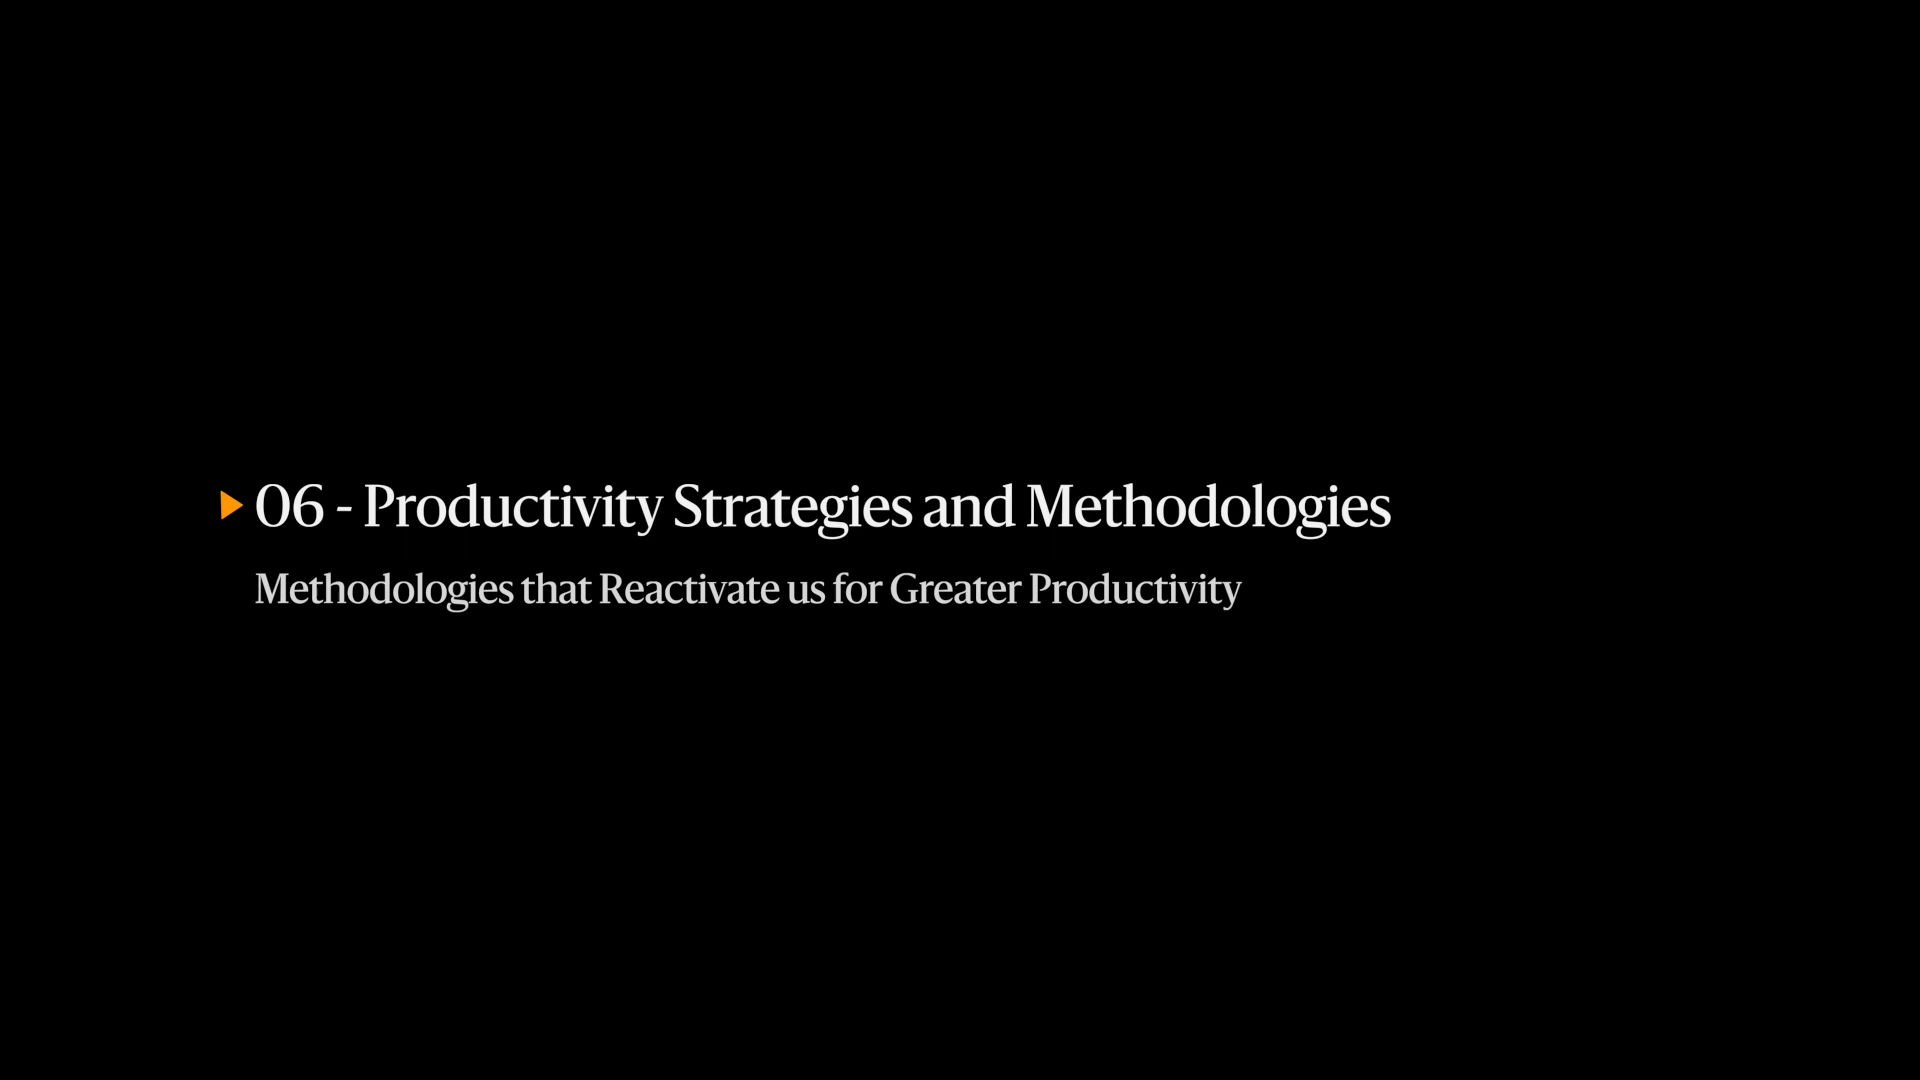 06 - Productivity Strategies and Methodologies
Methodologies that Reactivate us for Greater Productivity